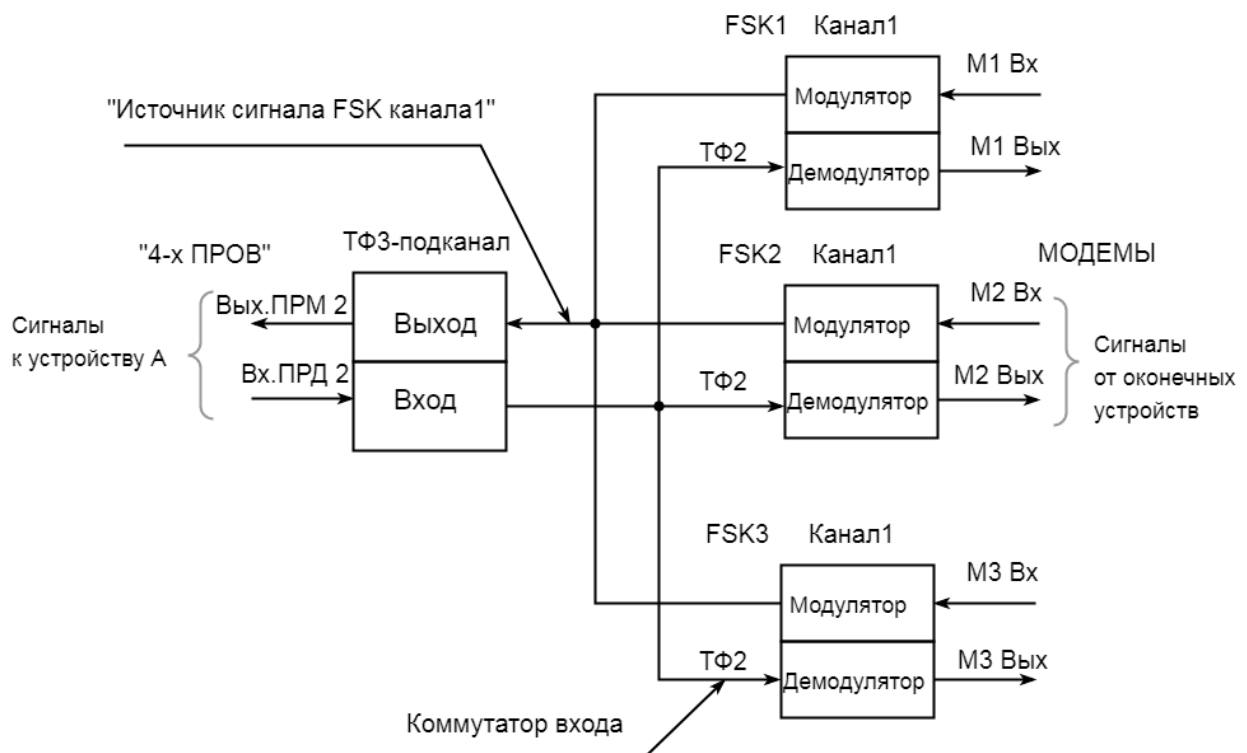 FSK1 Канал1
М1 Вх
Модулятор
"Источник сигнала FSK канала1"
М1 Вых
ТФ2
Демодулятор
ТФ3-подканал
"4-х ПРОВ"
FSK2 Канал1
МОДЕМЫ
М2 Вх
Вых.ПРМ 2
Выход
Модулятор
Сигналы
к устройству А
Сигналы
от оконечных
устройств
Вх.ПРД 2
Вход
ТФ2
М2 Вых
Демодулятор
FSK3 Канал1
М3 Вх
Модулятор
ТФ2
М3 Вых
Демодулятор
Коммутатор входа